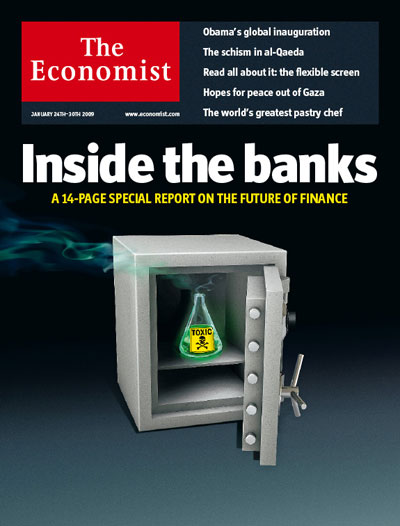 The
Economist
JANUARY 24TH-30TH 2009
www.economist.com
Obama's global inauguration
The schism in al-Qaeda
Read all about it: the flexible screen
Hopes for peace out of Gaza
The world's greatest pastry chef
Inside the banks
A 14-PAGE SPECIAL REPORT ON THE FUTURE OF FINANCE
TOXIC